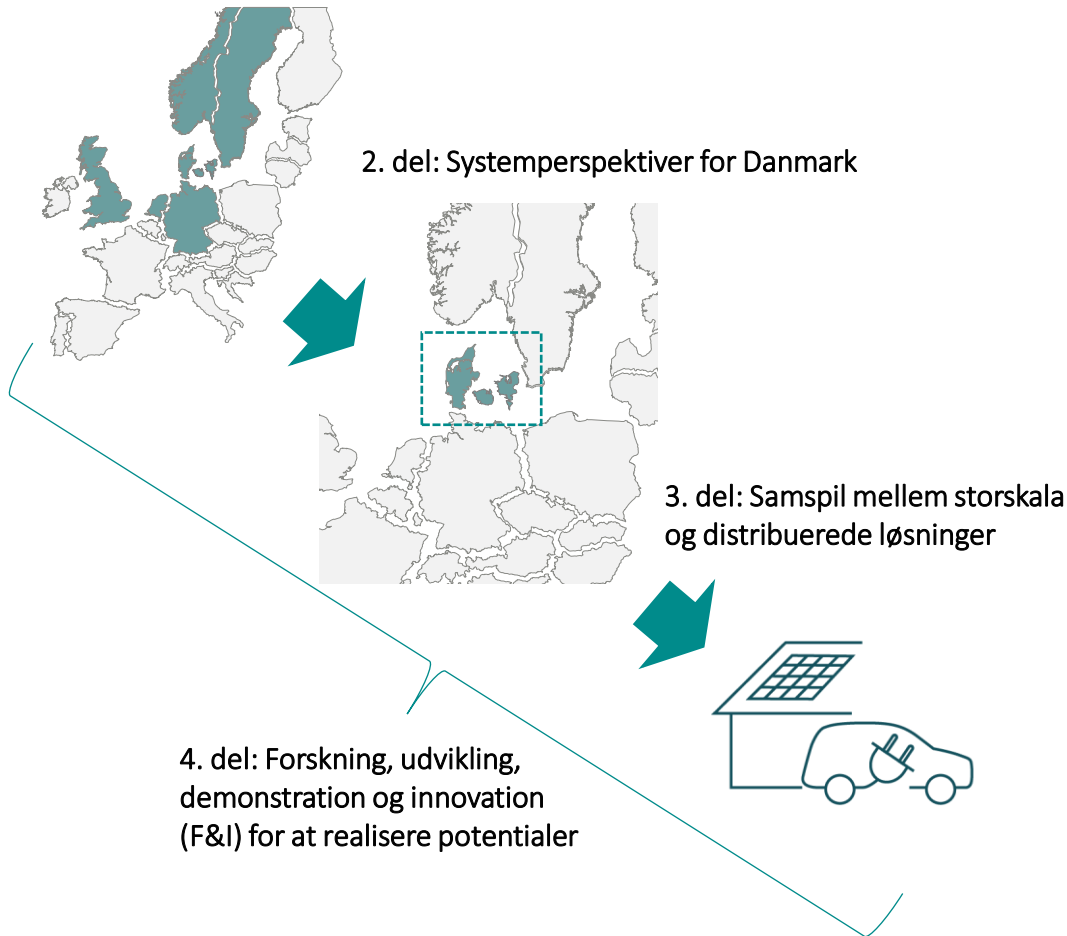 2. del: Systemperspektiver for Danmark
3. del: Samspil mellem storskala
og distribuerede løsninger
4. del: Forskning, udvikling,
demonstration og innovation
(F&I) for at realisere potentialer